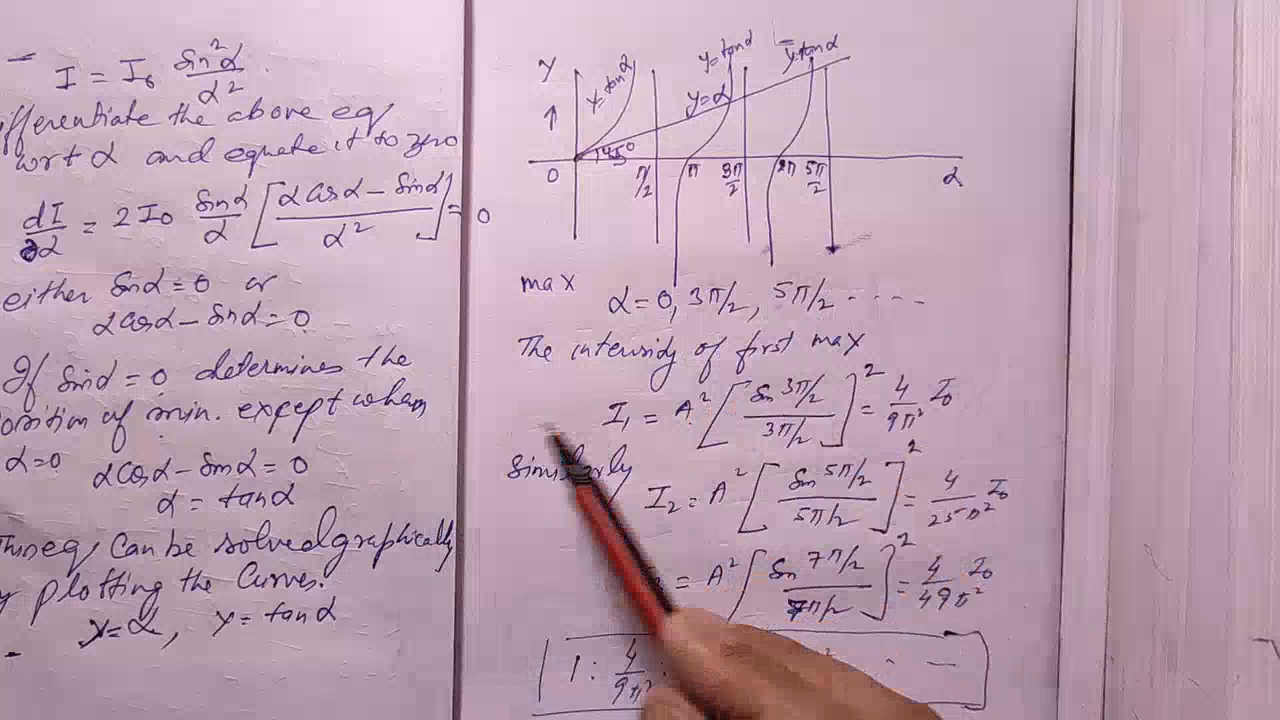 I = I₀ sin²α / α²
ifferentiate the above eq
wrt α and equate it to zero
dI/dα = 2I₀ sinα/α [ (α cosα − sinα) / α² ] = 0
either sinα = 0 or
α cosα − sinα = 0
If sinα = 0 determines the
position of min. except when
α = 0
α cosα − sinα = 0
α = tanα
This eq can be solved graphically
by plotting the curves.
y = α, y = tanα
Y
y=tanα
y=tanα
y=tanα
y=α
45°
0 π/2 π 3π/2 2π 5π/2 α
max
α = 0, 3π/2, 5π/2 - - - -
The intensity of first max
I₁ = A² [ sin 3π/2 / 3π/2 ]² = 4/9π² I₀
Similarly
I₂ = A² [ sin 5π/2 / 5π/2 ]² = 4/25π² I₀
= A² [ sin 7π/2 / 7π/2 ]² = 4/49π² I₀
1 : 4/9π² :